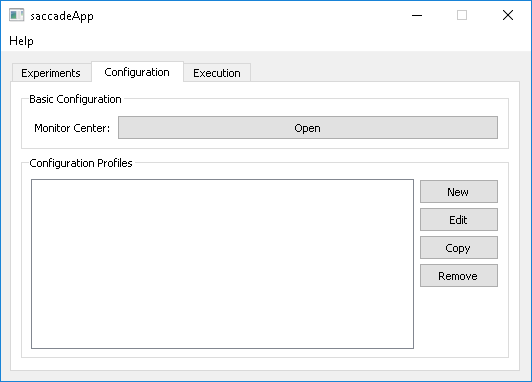 saccadeApp
Help
Experiments Configuration Execution
Basic Configuration
Monitor Center: Open
Configuration Profiles
New
Edit
Copy
Remove